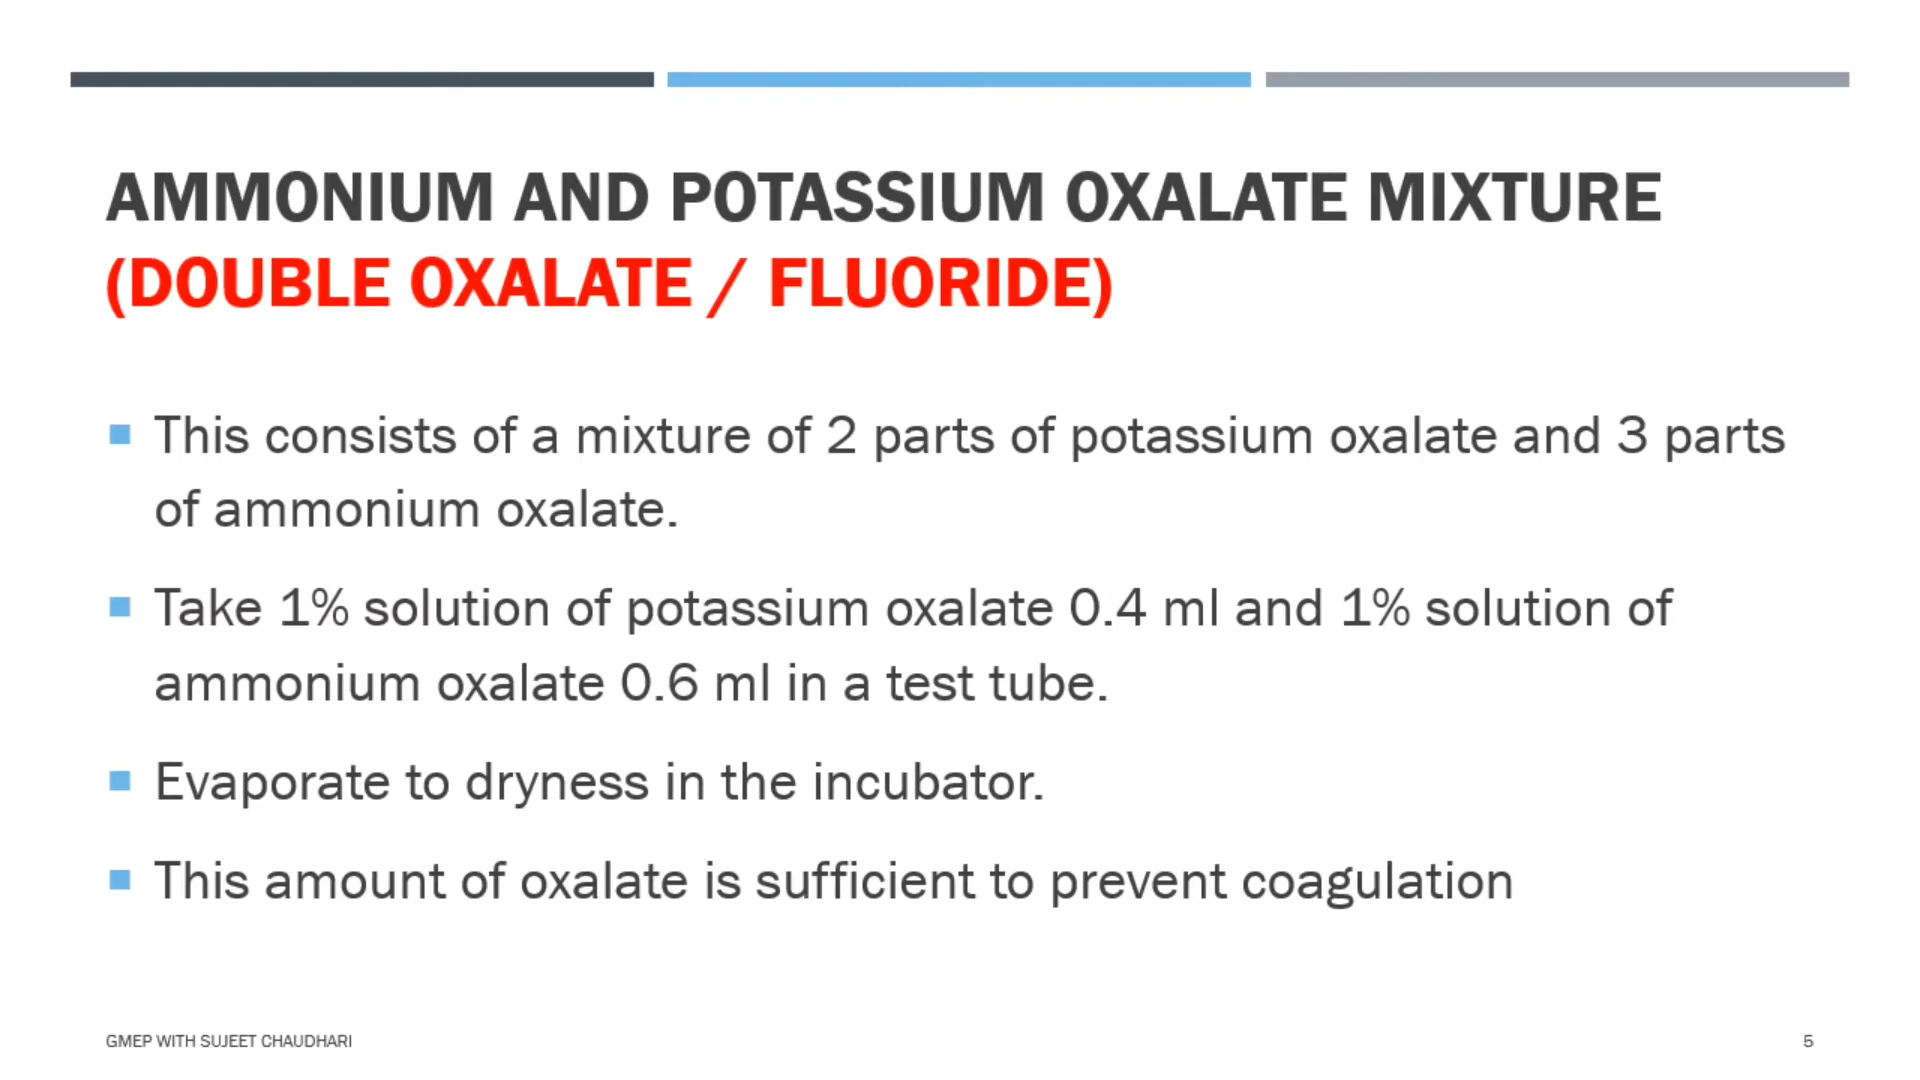 AMMONIUM AND POTASSIUM OXALATE MIXTURE
(DOUBLE OXALATE / FLUORIDE)
This consists of a mixture of 2 parts of potassium oxalate and 3 parts
of ammonium oxalate.
Take 1% solution of potassium oxalate 0.4 ml and 1% solution of
ammonium oxalate 0.6 ml in a test tube.
Evaporate to dryness in the incubator.
This amount of oxalate is sufficient to prevent coagulation
GMEP WITH SUJEET CHAUDHARI
5